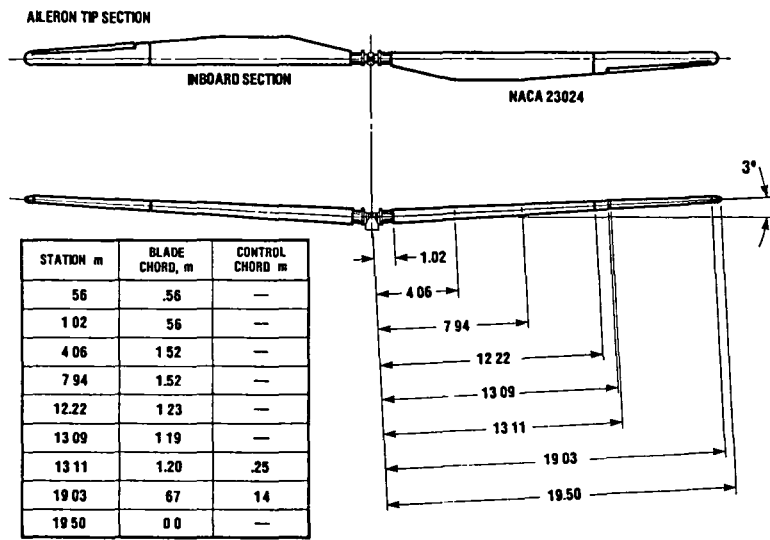 AILERON TIP SECTION
INBOARD SECTION
NACA 23024
3°
STATION m BLADE CHORD, m CONTROL CHORD m
56 .56 —
1 02 56 —
4 06 1 52 —
7 94 1.52 —
12.22 1 23 —
13 09 1 19 —
13 11 1.20 .25
19 03 67 14
19 50 0 0 —
1.02
4 06
7 94
12 22
13 09
13 11
19 03
19.50